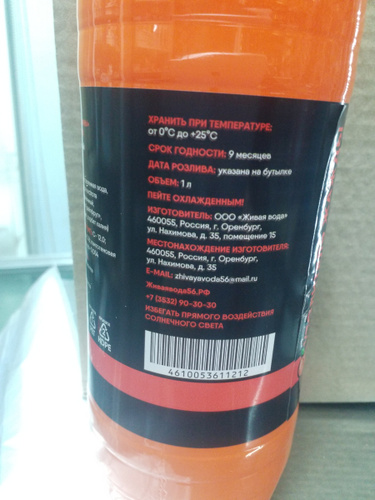 ХРАНИТЬ ПРИ ТЕМПЕРАТУРЕ:
от 0°С до +25°С
СРОК ГОДНОСТИ: 9 месяцев
ДАТА РОЗЛИВА: указана на бутылке
ОБЪЕМ: 1 л
ПЕЙТЕ ОХЛАЖДЕННЫМ!
ИЗГОТОВИТЕЛЬ: ООО «Живая вода»
460055, Россия, г. Оренбург,
ул. Нахимова, д. 35, помещение 15
МЕСТОНАХОЖДЕНИЕ ИЗГОТОВИТЕЛЯ:
460055, Россия, г. Оренбург,
ул. Нахимова, д. 35
E-MAIL: zhivayavoda56@mail.ru
Живаявода56.РФ
+7 (3532) 90-30-30
ИЗБЕГАТЬ ПРЯМОГО ВОЗДЕЙСТВИЯ
СОЛНЕЧНОГО СВЕТА
4610053611212
HDPE